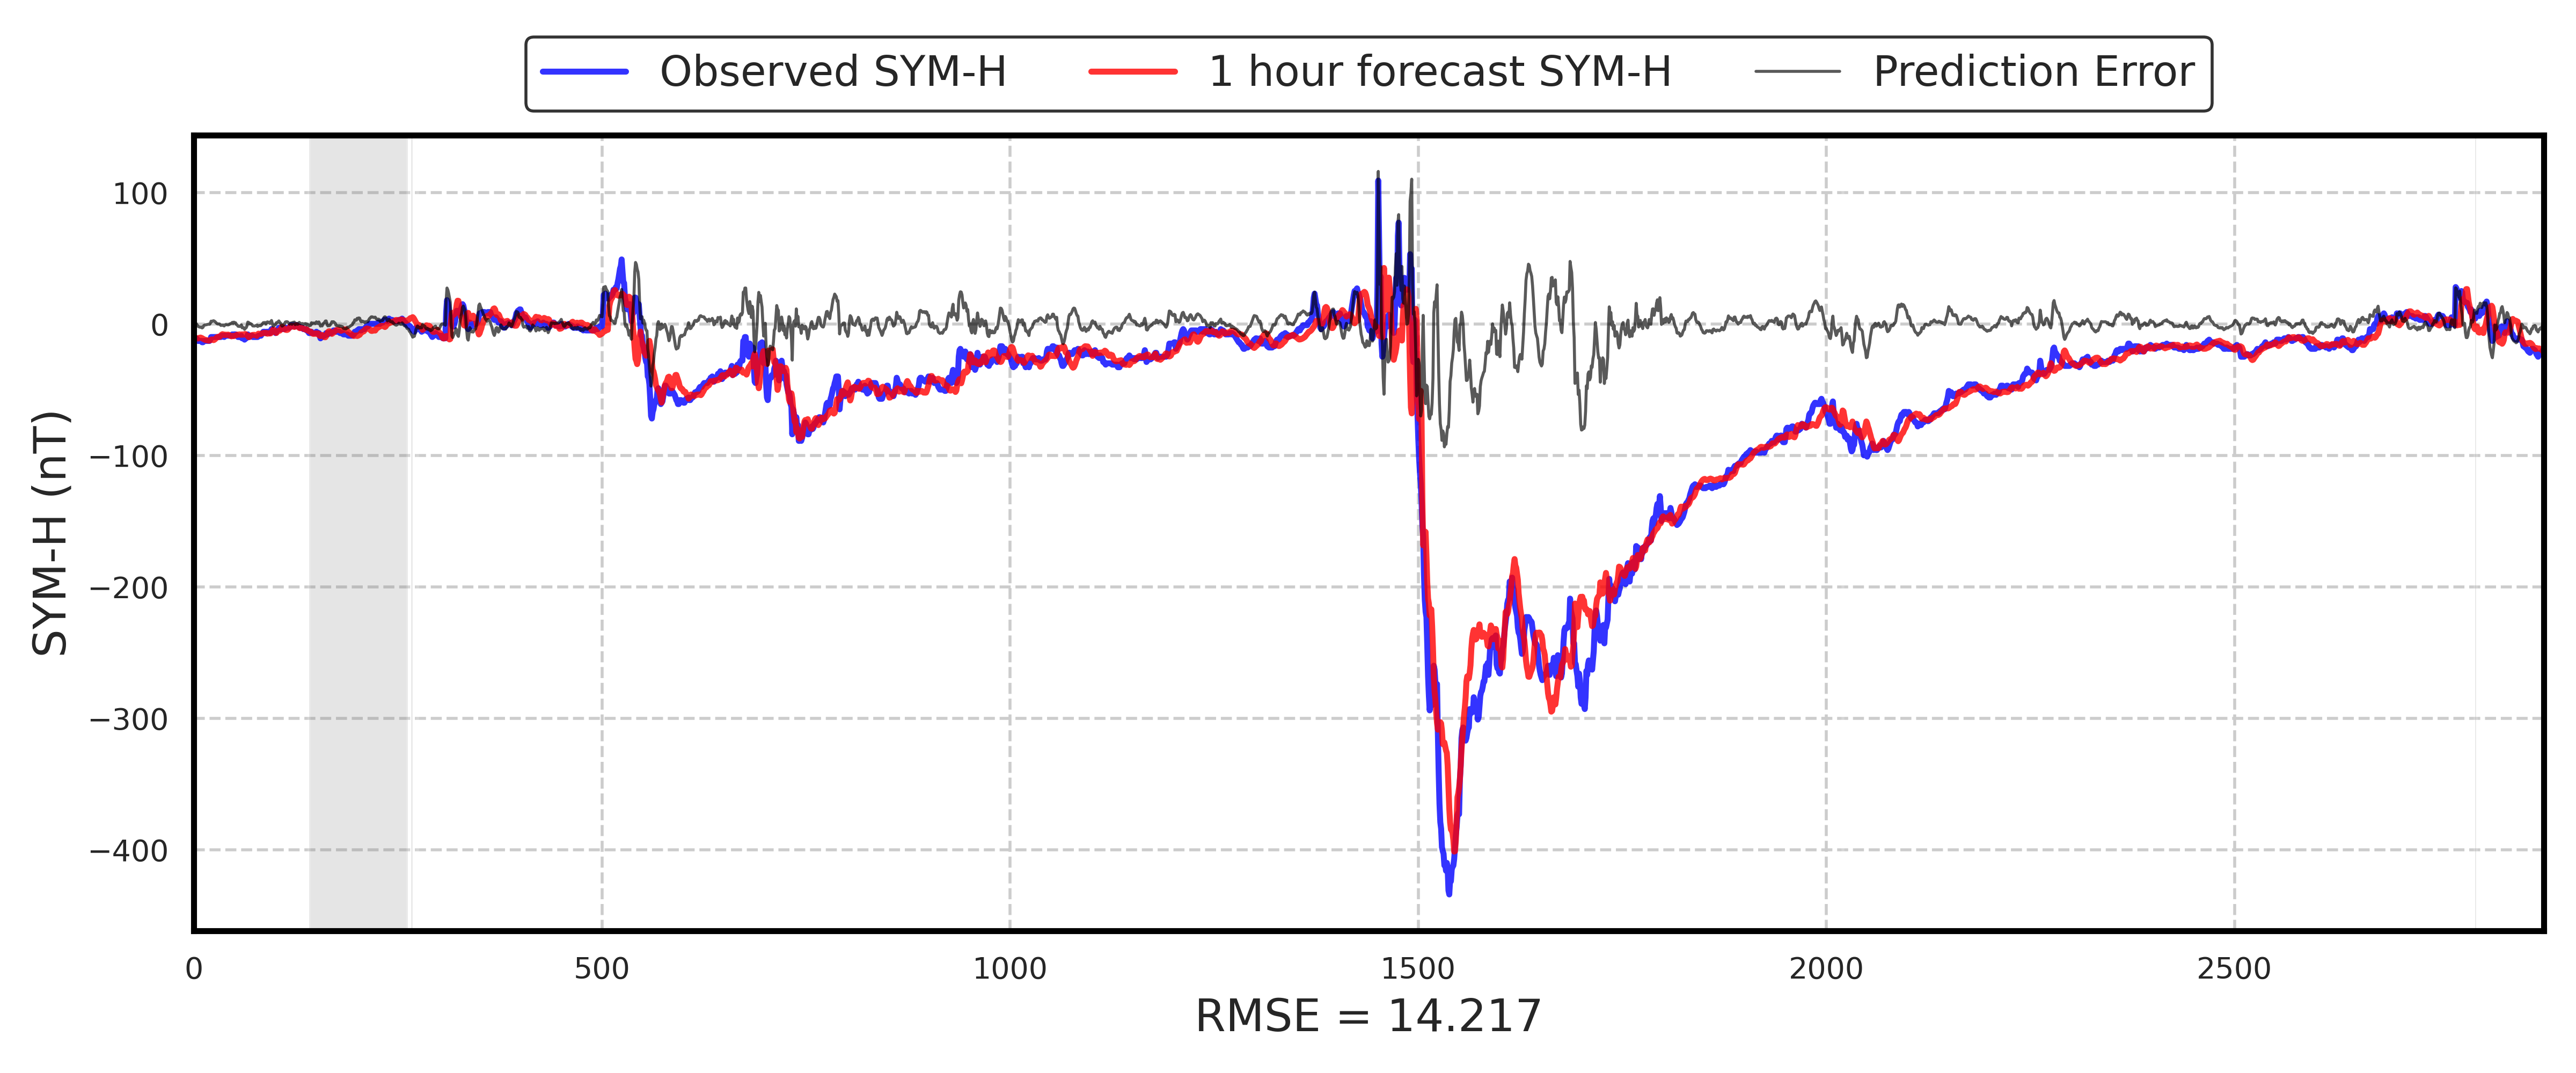 Observed SYM-H 1 hour forecast SYM-H Prediction Error
SYM-H (nT)
100
0
−100
−200
−300
−400
0 500 1000 1500 2000 2500
RMSE = 14.217